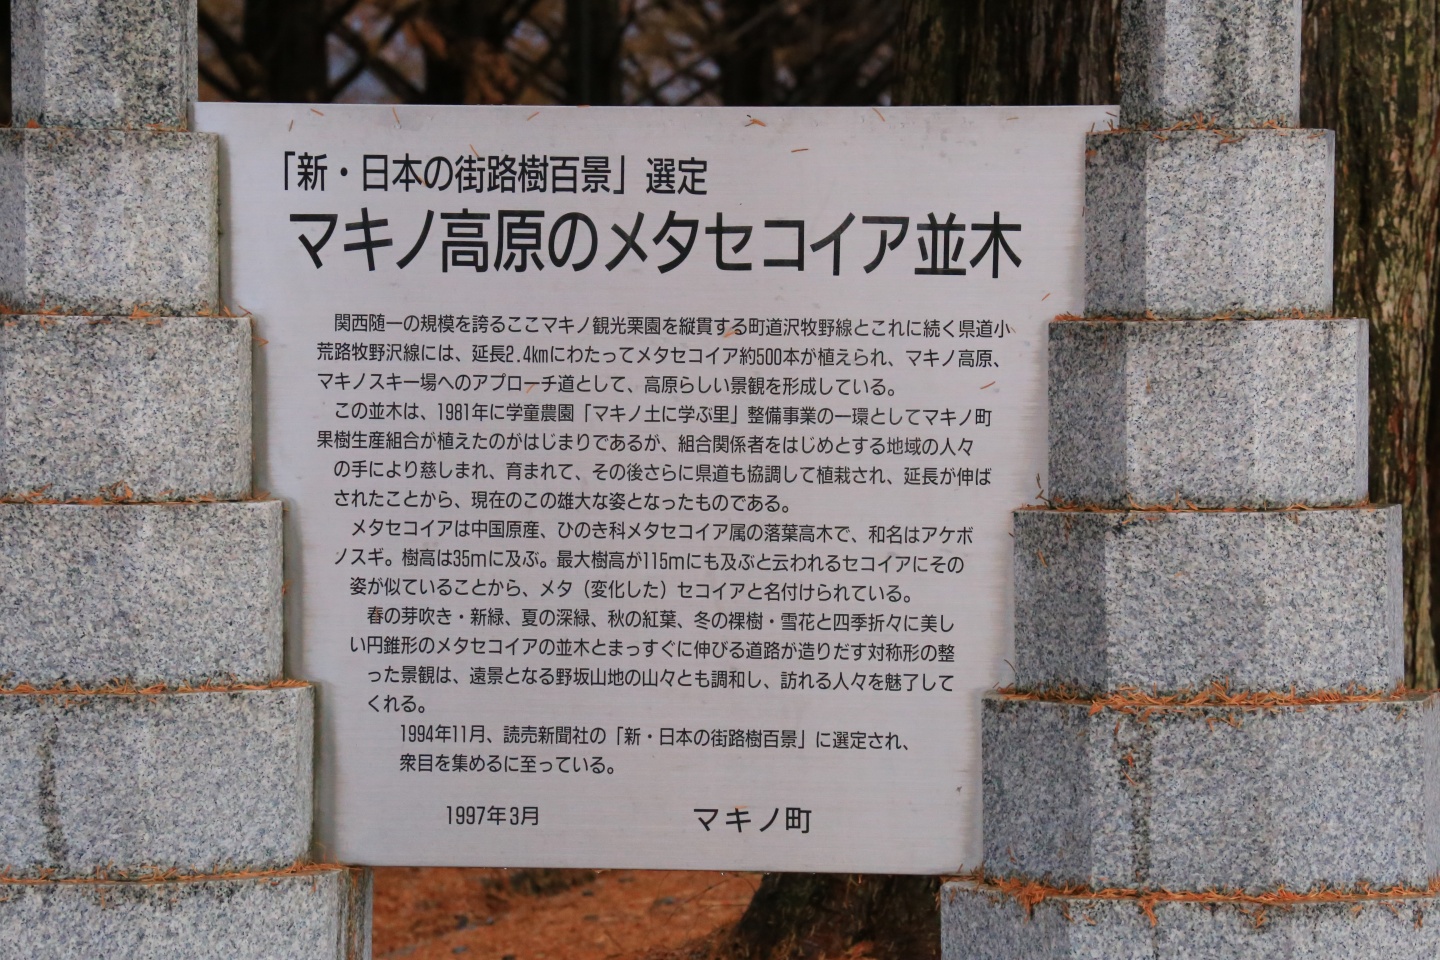 「新・日本の街路樹百景」選定
マキノ高原のメタセコイア並木
関西随一の規模を誇るここマキノ観光栗園を縦貫する町道沢牧野線とこれに続く県道小
荒路牧野沢線には、延長2.4kmにわたってメタセコイア約500本が植えられ、マキノ高原、
マキノスキー場へのアプローチ道として、高原らしい景観を形成している。
この並木は、1981年に学童農園「マキノ土に学ぶ里」整備事業の一環としてマキノ町
果樹生産組合が植えたのがはじまりであるが、組合関係者をはじめとする地域の人々
の手により慈しまれ、育まれて、その後さらに県道も協調して植栽され、延長が伸ば
されたことから、現在のこの雄大な姿となったものである。
メタセコイアは中国原産、ひのき科メタセコイア属の落葉高木で、和名はアケボ
ノスギ。樹高は35mに及ぶ。最大樹高が115mにも及ぶと云われるセコイアにその
姿が似ていることから、メタ（変化した）セコイアと名付けられている。
春の芽吹き・新緑、夏の深緑、秋の紅葉、冬の裸樹・雪花と四季折々に美し
い円錐形のメタセコイアの並木とまっすぐに伸びる道路が造りだす対称形の整
った景観は、遠景となる野坂山地の山々とも調和し、訪れる人々を魅了して
くれる。
1994年11月、読売新聞社の「新・日本の街路樹百景」に選定され、
衆目を集めるに至っている。
1997年3月 マキノ町